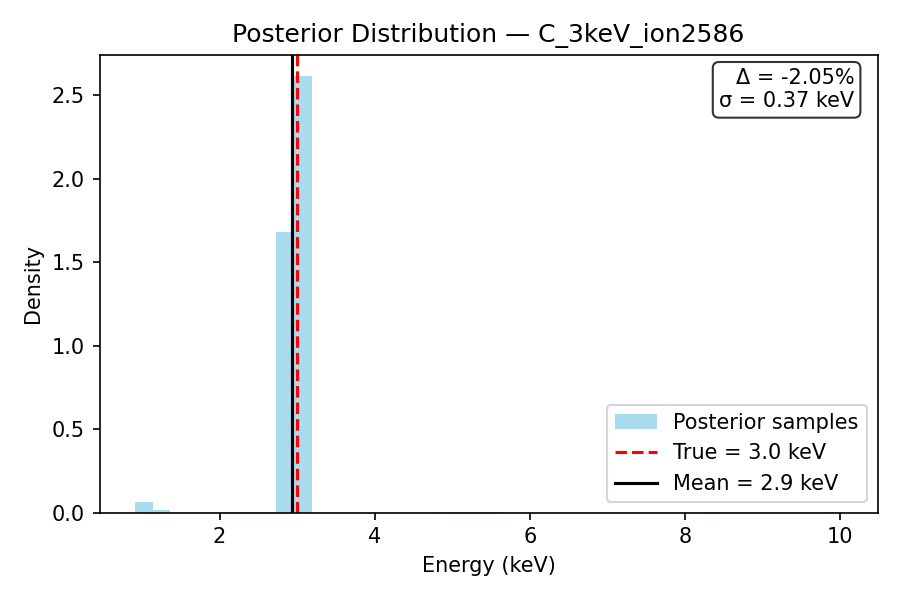 Posterior Distribution — C_3keV_ion2586
Δ = -2.05%
σ = 0.37 keV
2.5
2.0
1.5
1.0
0.5
0.0
Density
Posterior samples
True = 3.0 keV
Mean = 2.9 keV
2 4 6 8 10
Energy (keV)